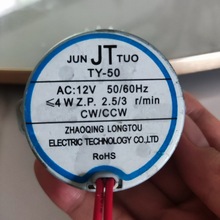 JUN JT TUO
TY-50
AC:12V 50/60Hz
≤4W Z.P. 2.5/3 r/min
CW/CCW
ZHAOQING LONGTOU
ELECTRIC TECHNOLOGY CO.,LTD
RoHS